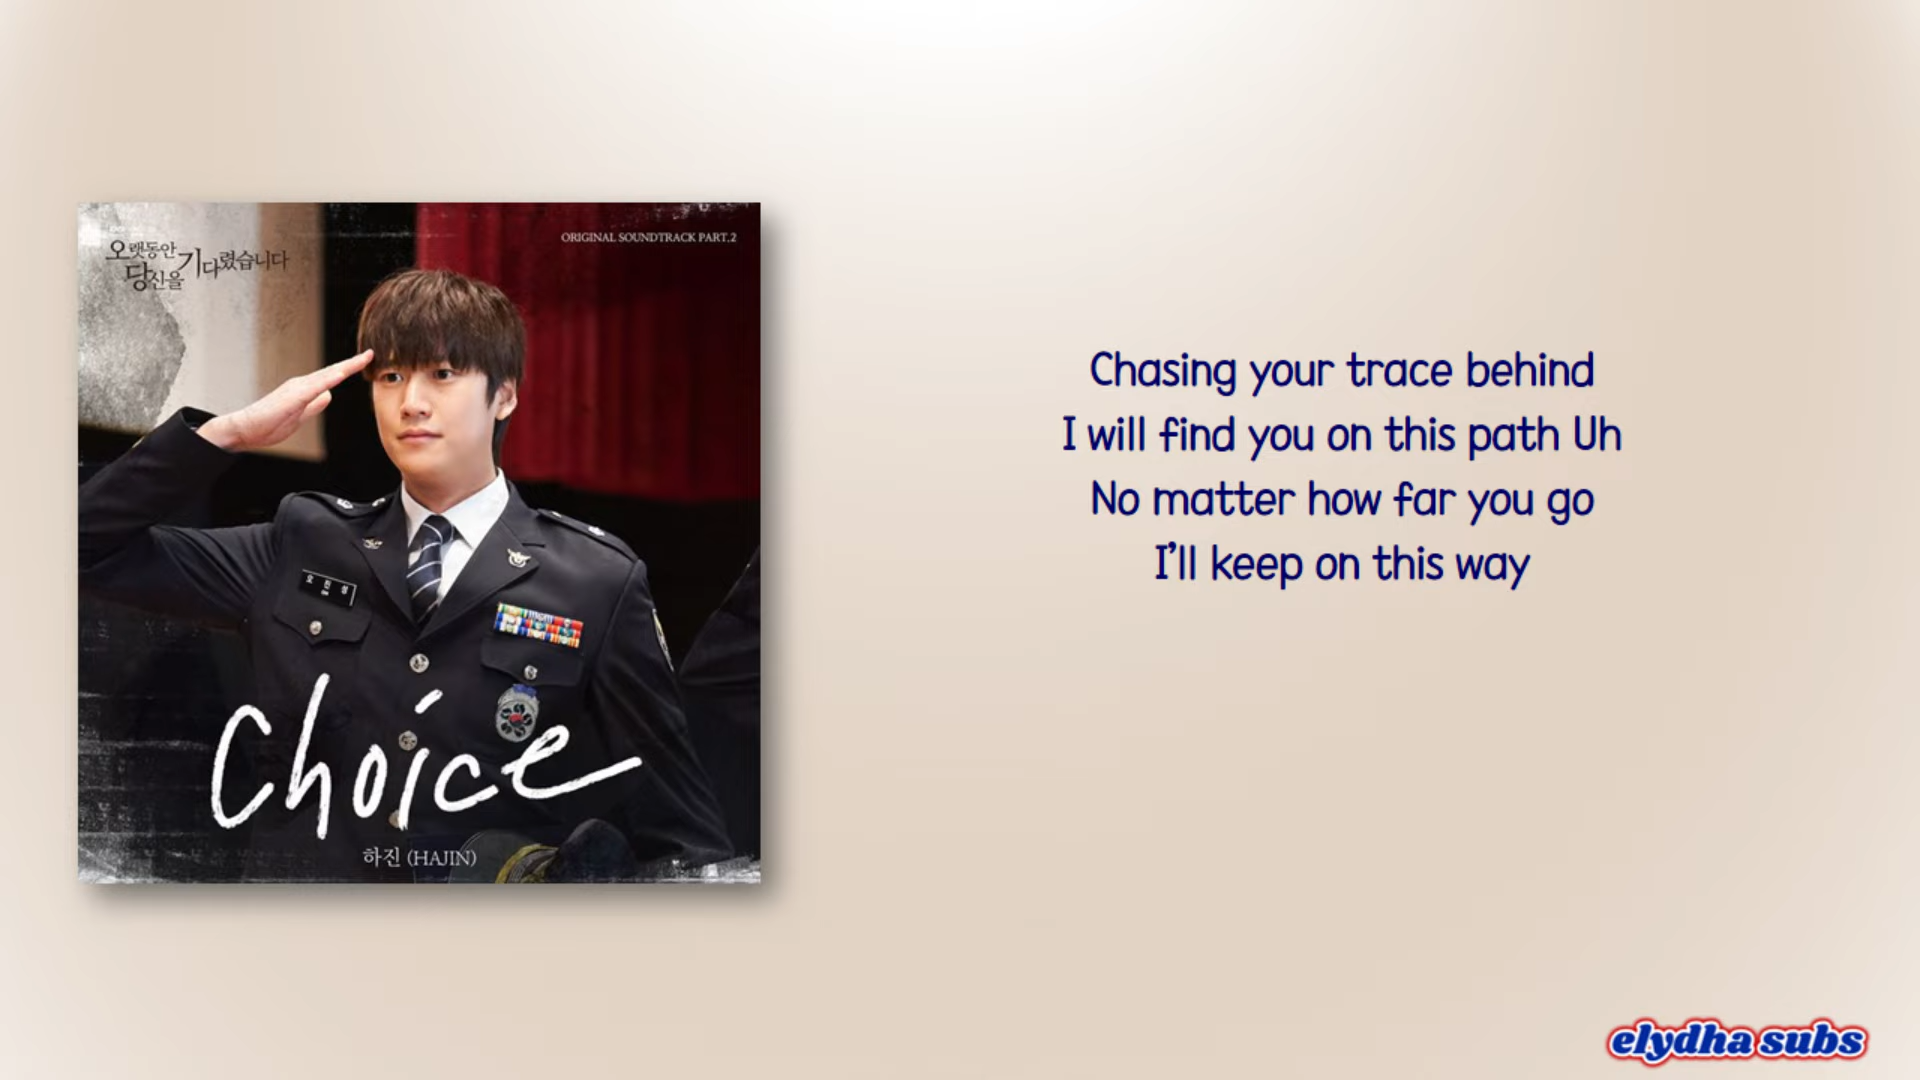 오랫동안
당신을 기다렸습니다
ORIGINAL SOUNDTRACK PART.2
Choice
하진 (HAJIN)
Chasing your trace behind
I will find you on this path Uh
No matter how far you go
I'll keep on this way
elydha subs